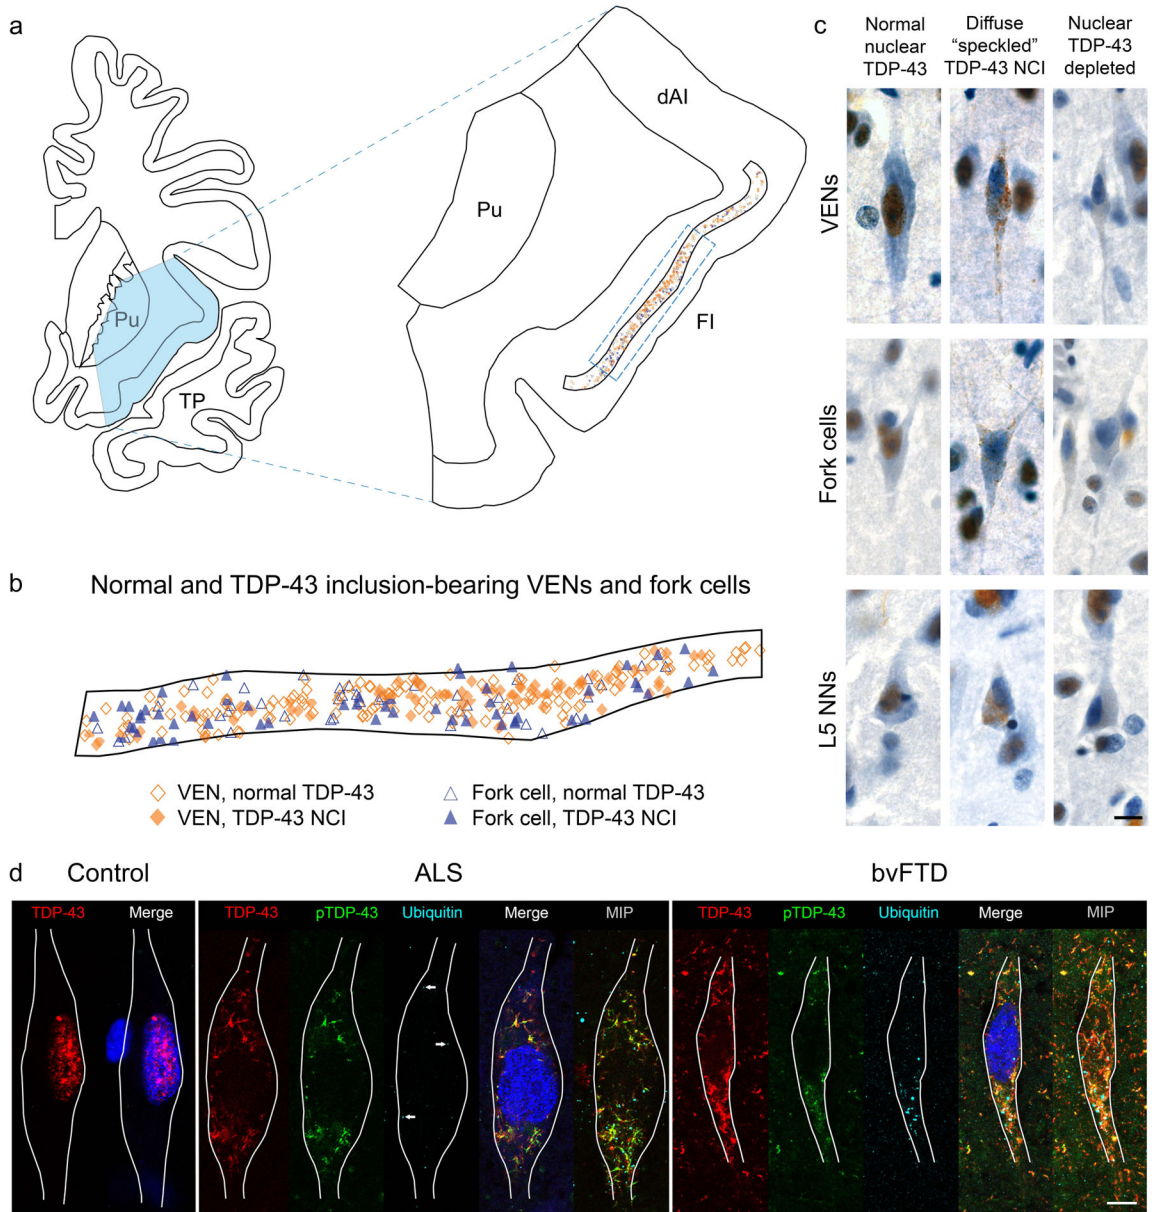 a
Pu
TP
dAI
Pu
FI
b
Normal and TDP-43 inclusion-bearing VENs and fork cells
VEN, normal TDP-43
VEN, TDP-43 NCI
Fork cell, normal TDP-43
Fork cell, TDP-43 NCI
c
Normal
nuclear
TDP-43
Diffuse
“speckled”
TDP-43 NCI
Nuclear
TDP-43
depleted
VENs
Fork cells
L5 NNs
d
Control
ALS
bvFTD
TDP-43
Merge
TDP-43
pTDP-43
Ubiquitin
Merge
MIP
TDP-43
pTDP-43
Ubiquitin
Merge
MIP